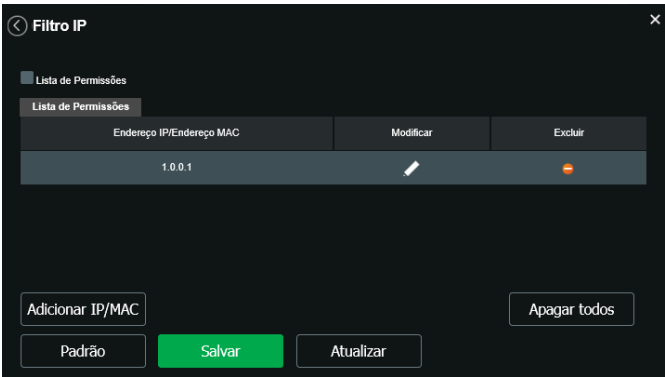 Filtro IP
Lista de Permissões
Lista de Permissões
Endereço IP/Endereço MAC Modificar Excluir
1.0.0.1
Adicionar IP/MAC Apagar todos
Padrão Salvar Atualizar